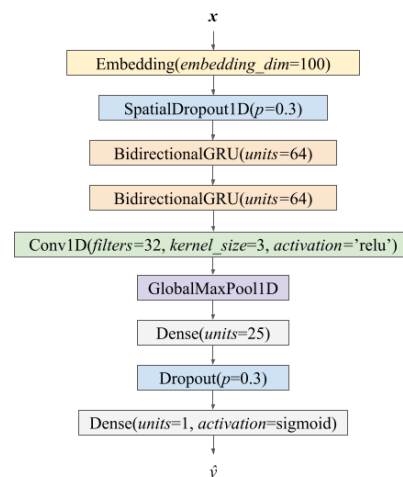 x
Embedding(embedding_dim=100)
SpatialDropout1D(p=0.3)
BidirectionalGRU(units=64)
BidirectionalGRU(units=64)
Conv1D(filters=32, kernel_size=3, activation='relu')
GlobalMaxPool1D
Dense(units=25)
Dropout(p=0.3)
Dense(units=1, activation=sigmoid)
ŷ